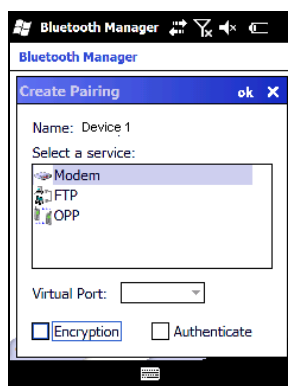 Bluetooth Manager
Bluetooth Manager
Create Pairing ok
Name: Device 1
Select a service:
Modem
FTP
OPP
Virtual Port:
Encryption Authenticate